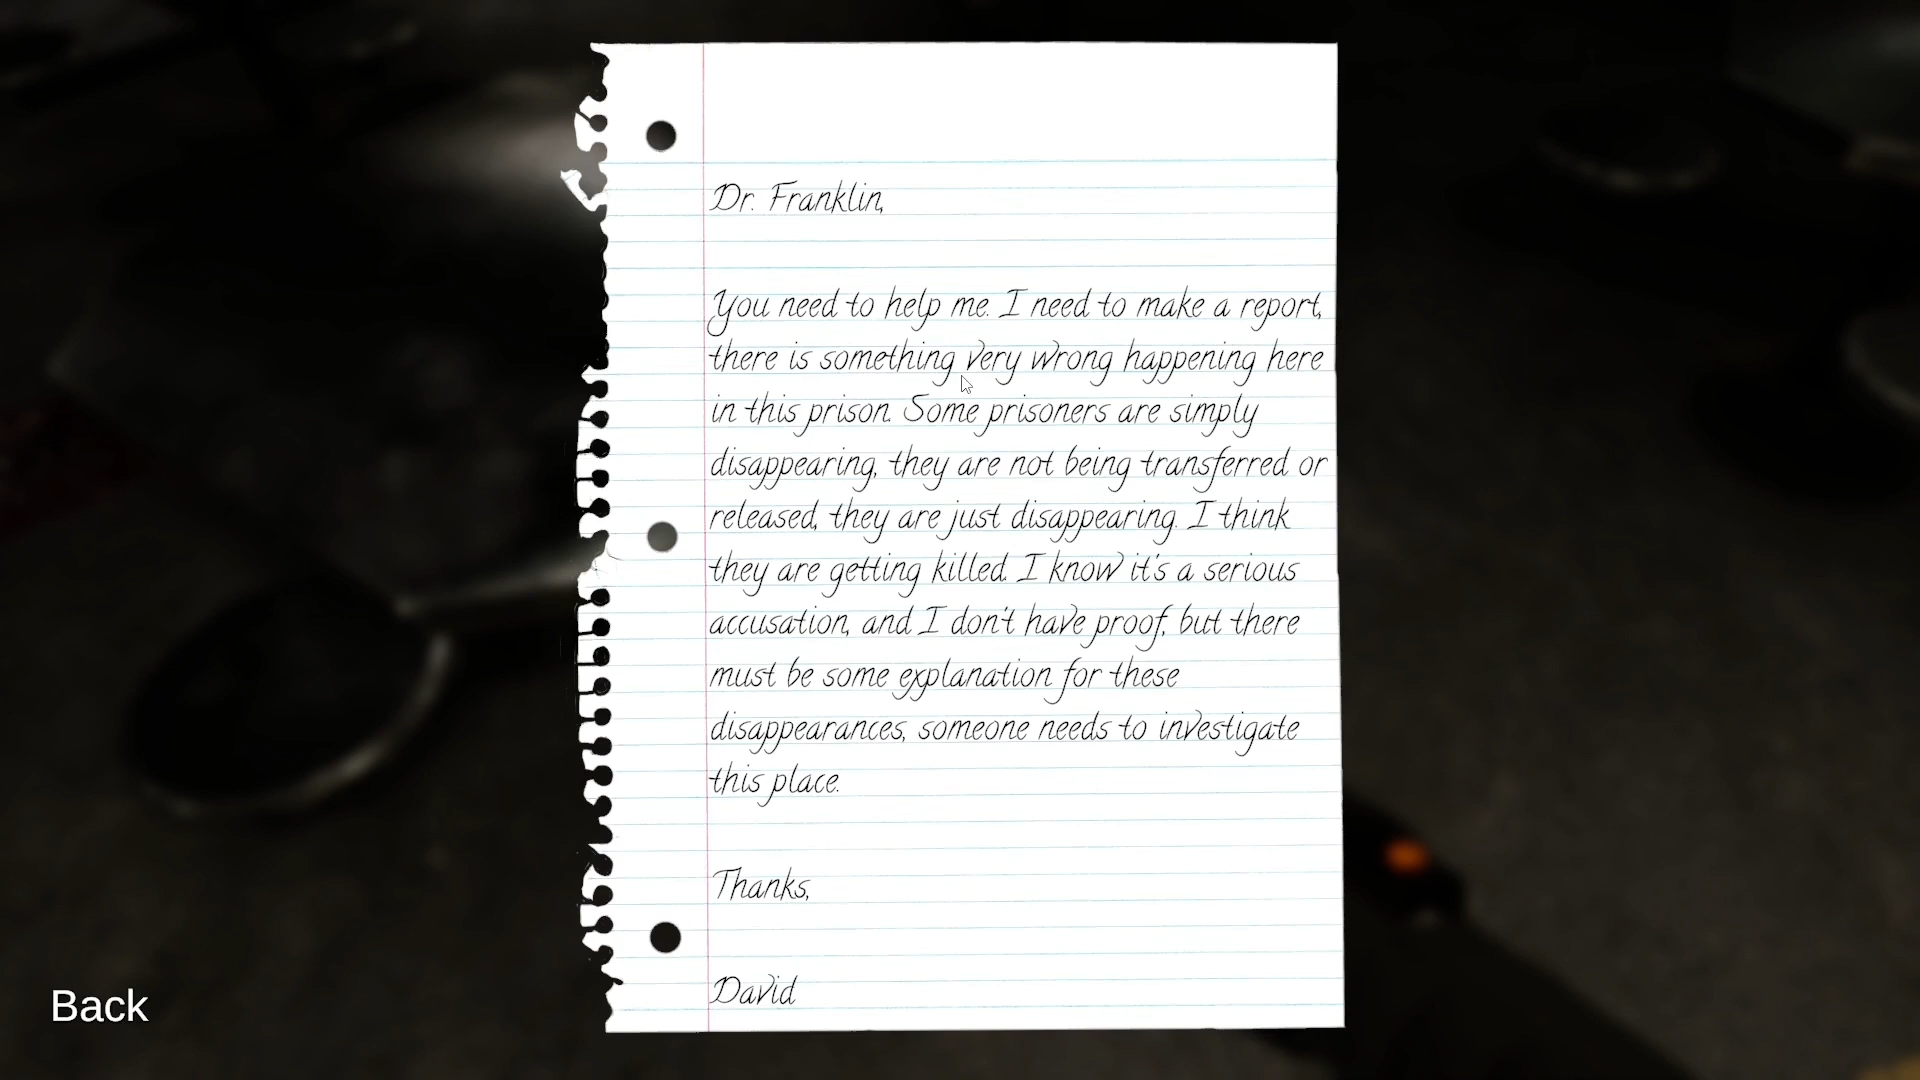 Dr. Franklin,
You need to help me. I need to make a report,
there is something very wrong happening here
in this prison. Some prisoners are simply
disappearing, they are not being transferred or
released, they are just disappearing. I think
they are getting killed. I know it's a serious
accusation, and I don't have proof, but there
must be some explanation for these
disappearances, someone needs to investigate
this place.
Thanks,
David
Back